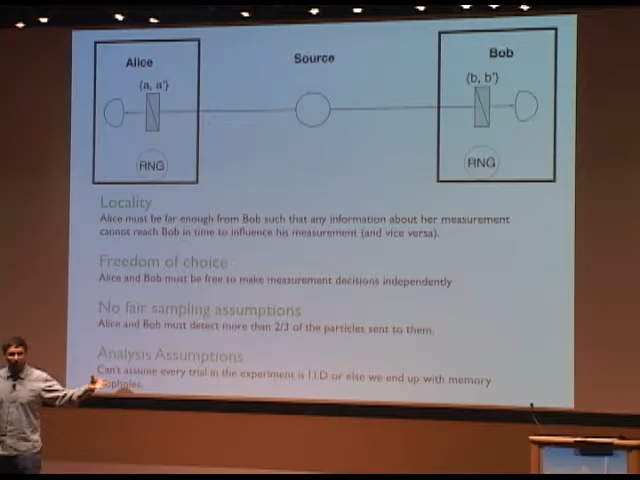 Alice
Source
Bob
{a, a'}
{b, b'}
RNG
RNG
Locality
Alice must be far enough from Bob such that any information about her measurement
cannot reach Bob in time to influence his measurement (and vice versa).
Freedom of choice
Alice and Bob must be free to make measurement decisions independently
No fair sampling assumptions
Alice and Bob must detect more than 2/3 of the particles sent to them.
Analysis Assumptions
Can't assume every trial in the experiment is I.I.D or else we end up with memory
loopholes.